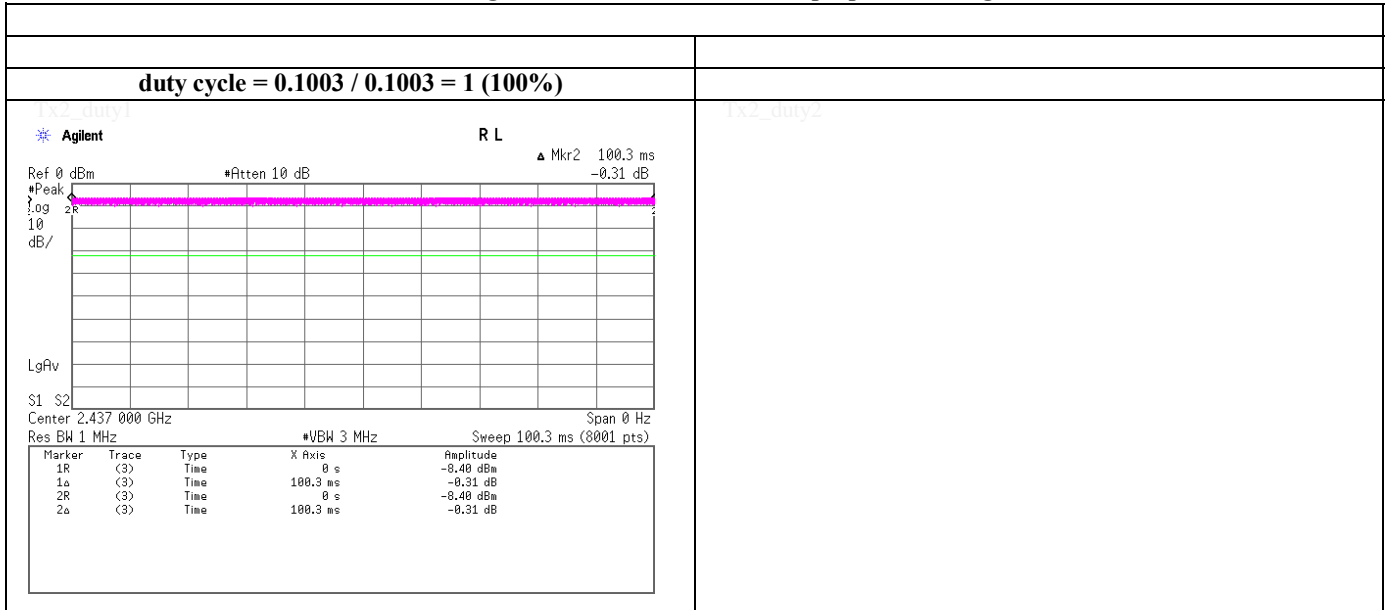 duty cycle = 0.1003 / 0.1003 = 1 (100%)
Tx2_duty1
Tx2_duty2
Agilent
R L
Δ Mkr2 100.3 ms
Ref 0 dBm #Atten 10 dB -0.31 dB
#Peak
Log 2R
10
dB/
LgAv
S1 S2
Center 2.437 000 GHz Span 0 Hz
Res BW 1 MHz #VBW 3 MHz Sweep 100.3 ms (8001 pts)
Marker Trace Type X Axis Amplitude
1R (3) Time 0 s -8.40 dBm
1Δ (3) Time 100.3 ms -0.31 dB
2R (3) Time 0 s -8.40 dBm
2Δ (3) Time 100.3 ms -0.31 dB